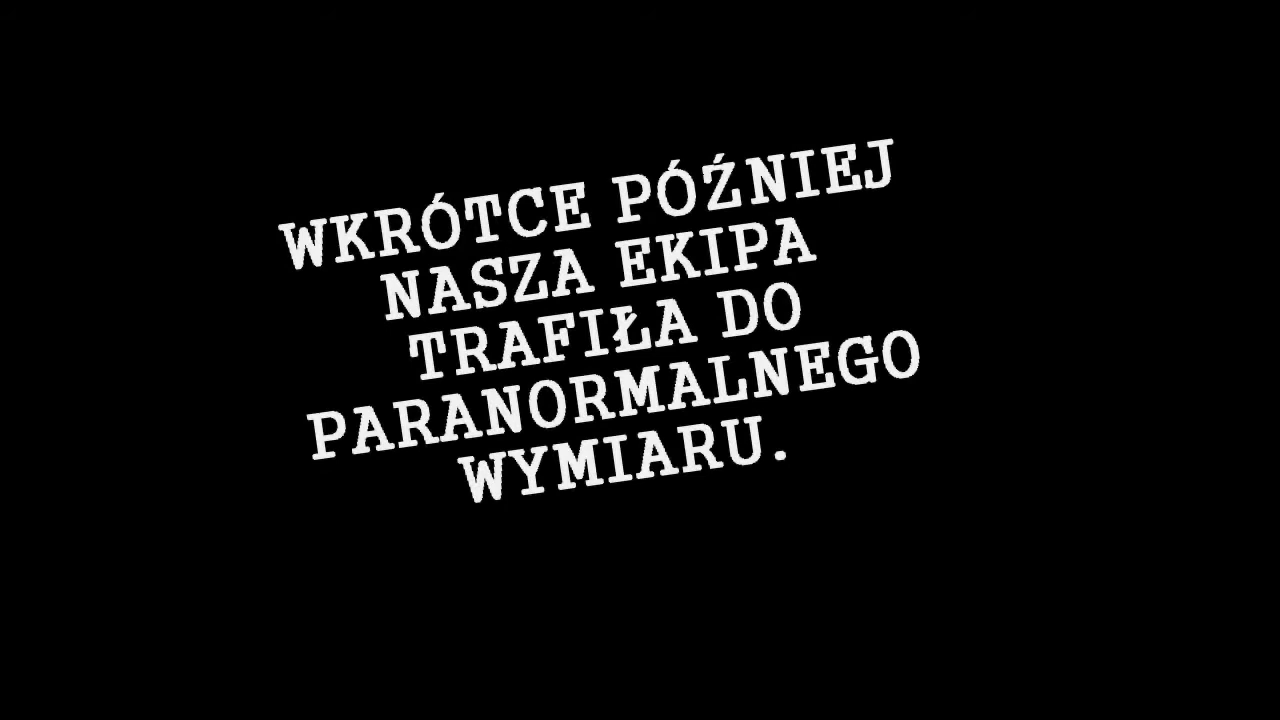 WKRÓTCE PÓŹNIEJ
NASZA EKIPA
TRAFIŁA DO
PARANORMALNEGO
WYMIARU.